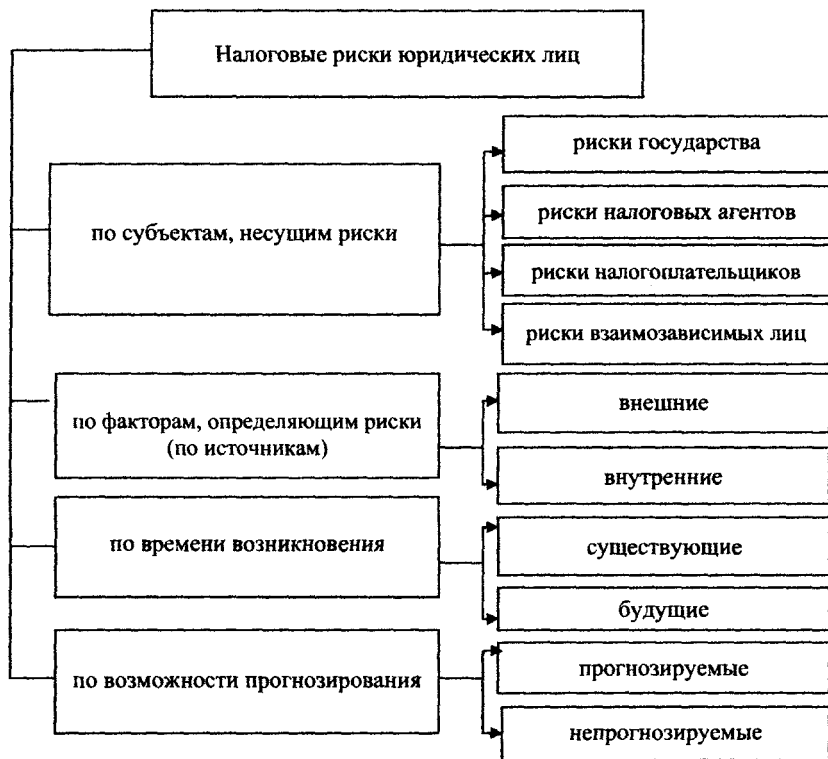 Налоговые риски юридических лиц
по субъектам, несущим риски
риски государства
риски налоговых агентов
риски налогоплательщиков
риски взаимозависимых лиц
по факторам, определяющим риски
(по источникам)
внешние
внутренние
по времени возникновения
существующие
будущие
по возможности прогнозирования
прогнозируемые
непрогнозируемые